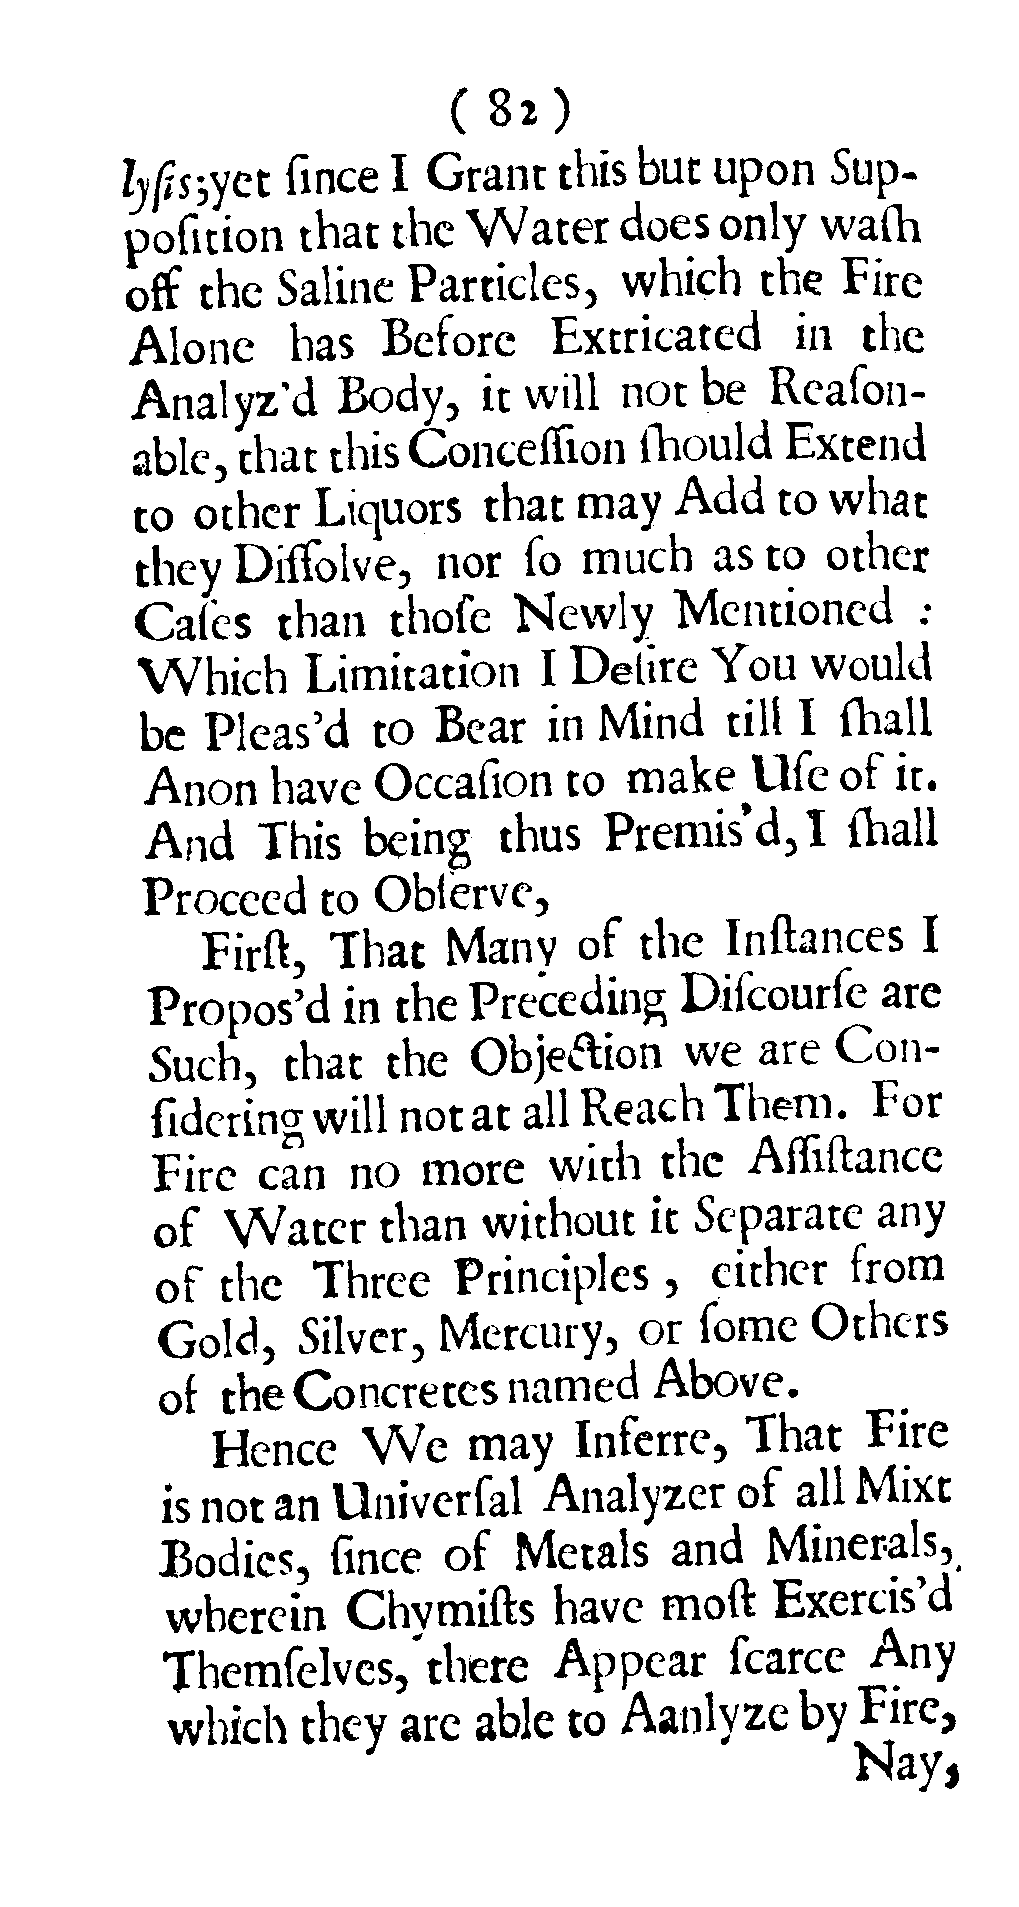 ( 82 )
lyſis;yet ſince I Grant this but upon Sup-
poſition that the Water does only waſh
off the Saline Particles, which the Fire
Alone has Before Extricated in the
Analyz'd Body, it will not be Reaſon-
able, that this Conceſſion ſhould Extend
to other Liquors that may Add to what
they Diſſolve, nor ſo much as to other
Caſes than thoſe Newly Mentioned :
Which Limitation I Deſire You would
be Pleas'd to Bear in Mind till I ſhall
Anon have Occaſion to make Uſe of it.
And This being thus Premis'd, I ſhall
Proceed to Obſerve,
Firſt, That Many of the Inſtances I
Propos'd in the Preceding Diſcourſe are
Such, that the Objection we are Con-
ſidering will not at all Reach Them. For
Fire can no more with the Aſſiſtance
of Water than without it Separate any
of the Three Principles , either from
Gold, Silver, Mercury, or ſome Others
of the Concretes named Above.
Hence We may Inferre, That Fire
is not an Univerſal Analyzer of all Mixt
Bodies, ſince of Metals and Minerals,
wherein Chymiſts have moſt Exercis'd
Themſelves, there Appear ſcarce Any
which they are able to Aanlyze by Fire,
Nay,